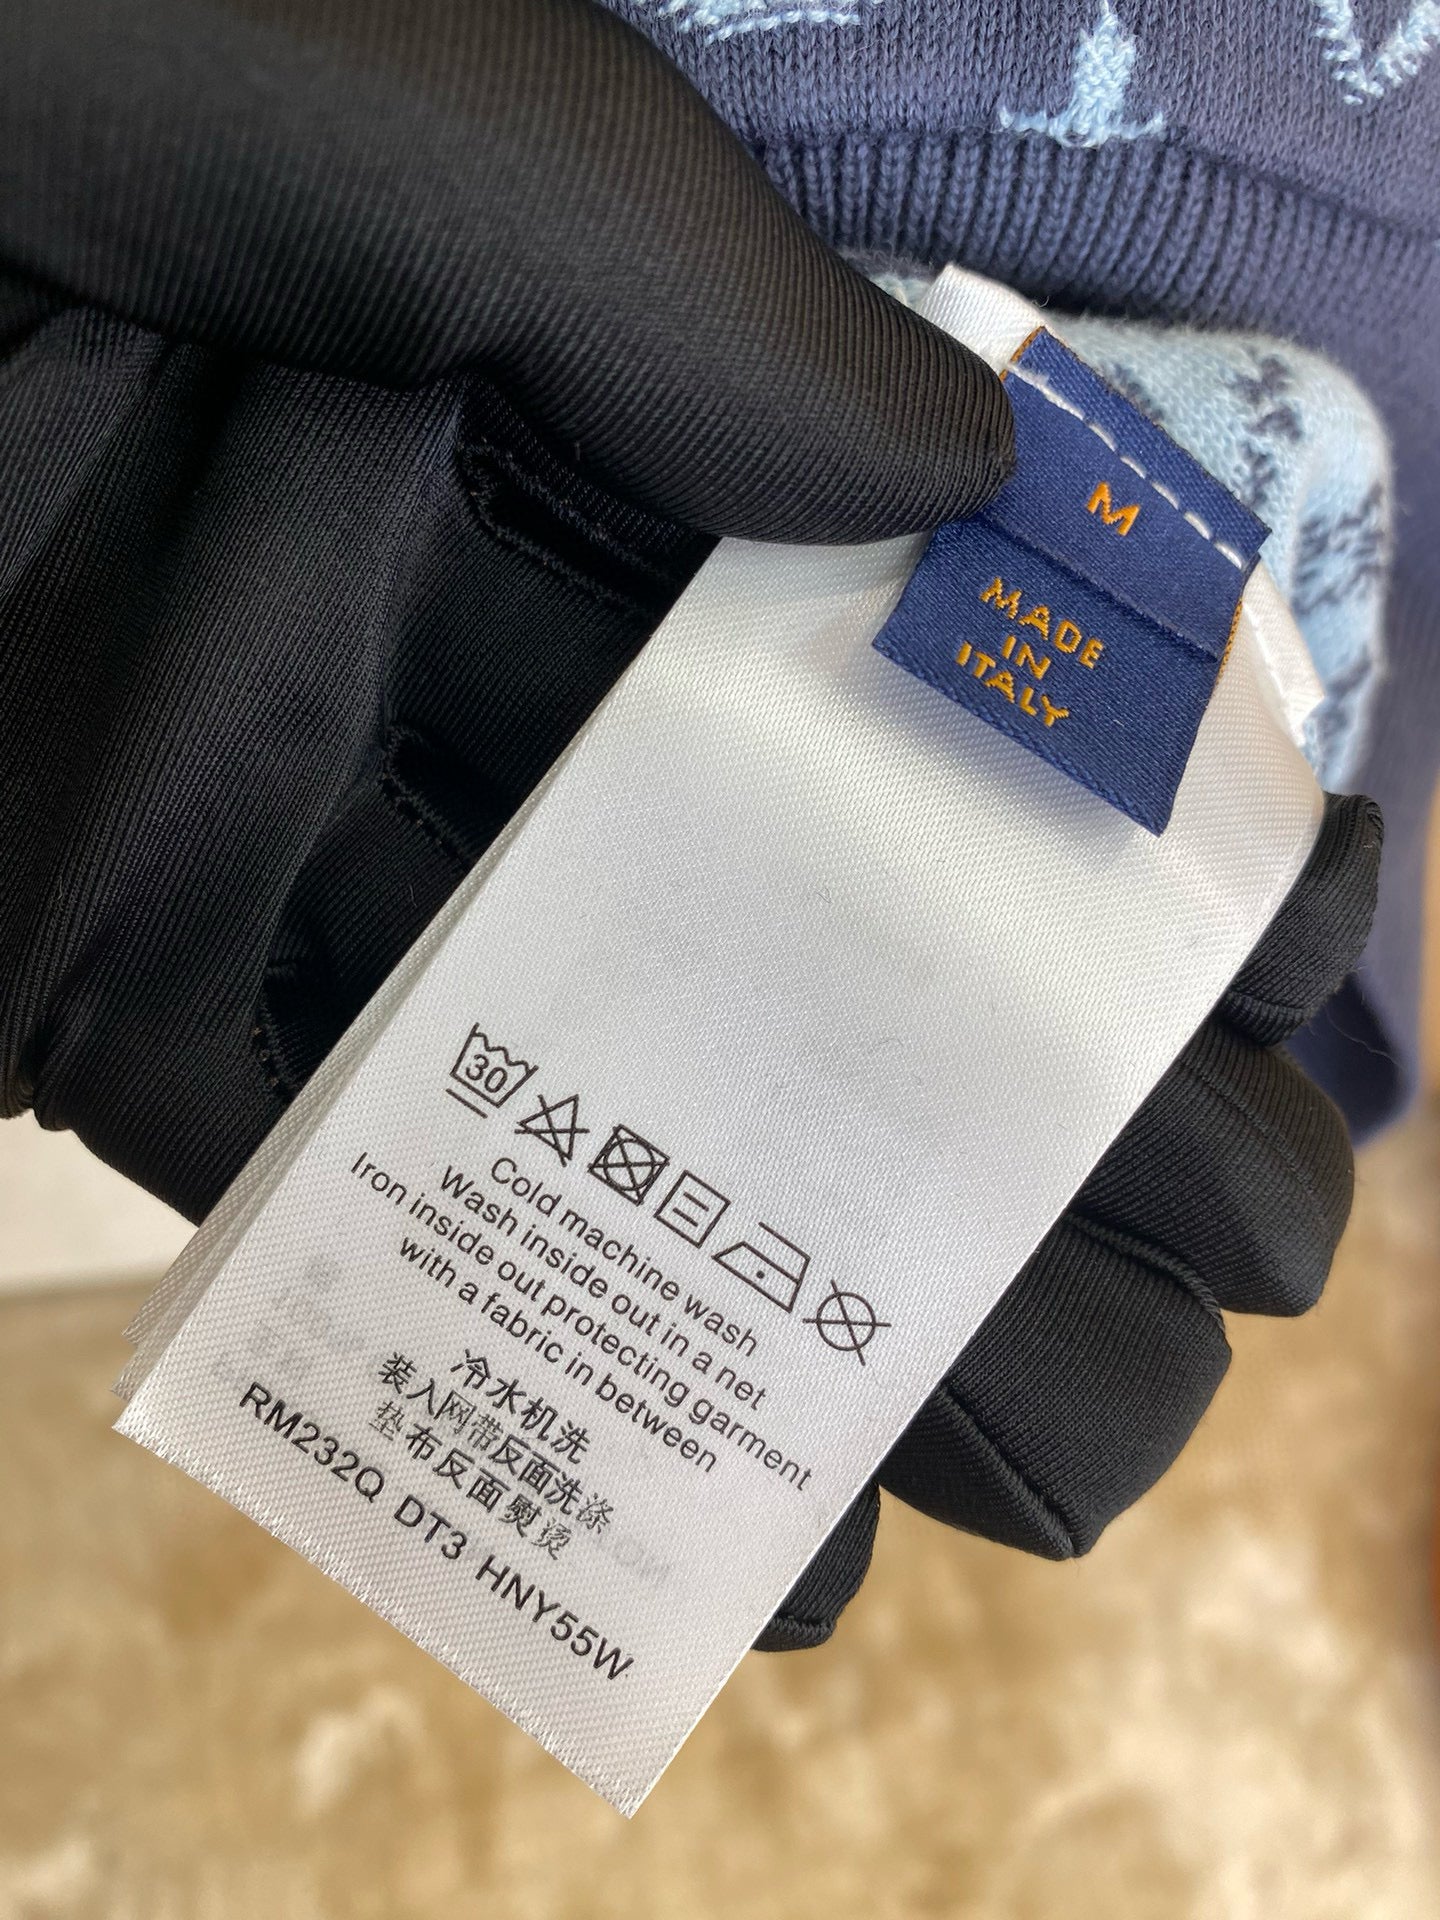 M
MADE
IN
ITALY
30
Cold machine wash
Wash inside out in a net
Iron inside out protecting garment
with a fabric in between
冷水机洗
装入网带反面洗涤
垫布反面熨烫
RM232Q DT3 HNY55W